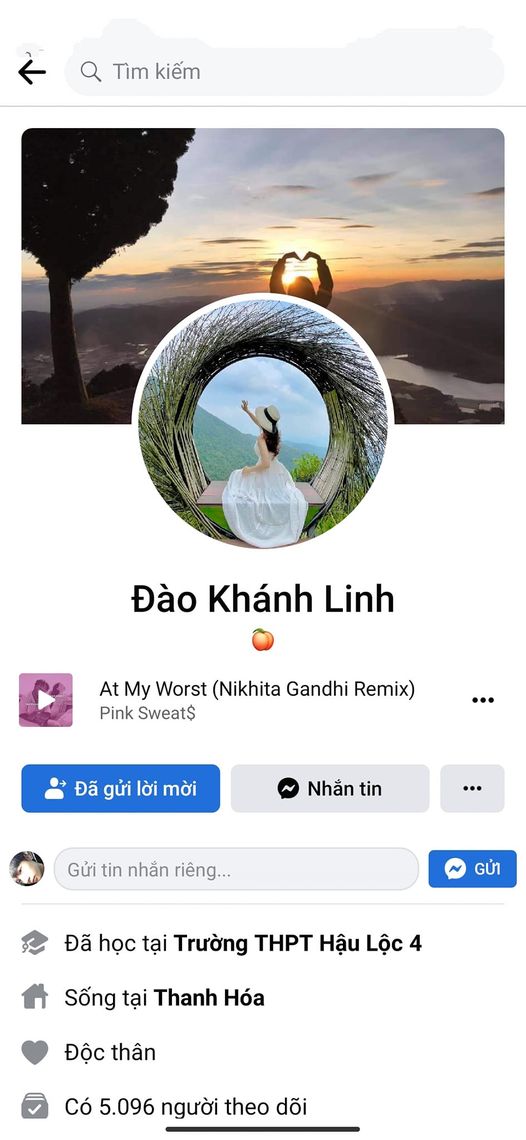 Tìm kiếm
Đào Khánh Linh
🍑
At My Worst (Nikhita Gandhi Remix)
Pink Sweat$
Đã gửi lời mời
Nhắn tin
Gửi tin nhắn riêng...
GỬI
Đã học tại Trường THPT Hậu Lộc 4
Sống tại Thanh Hóa
Độc thân
Có 5.096 người theo dõi